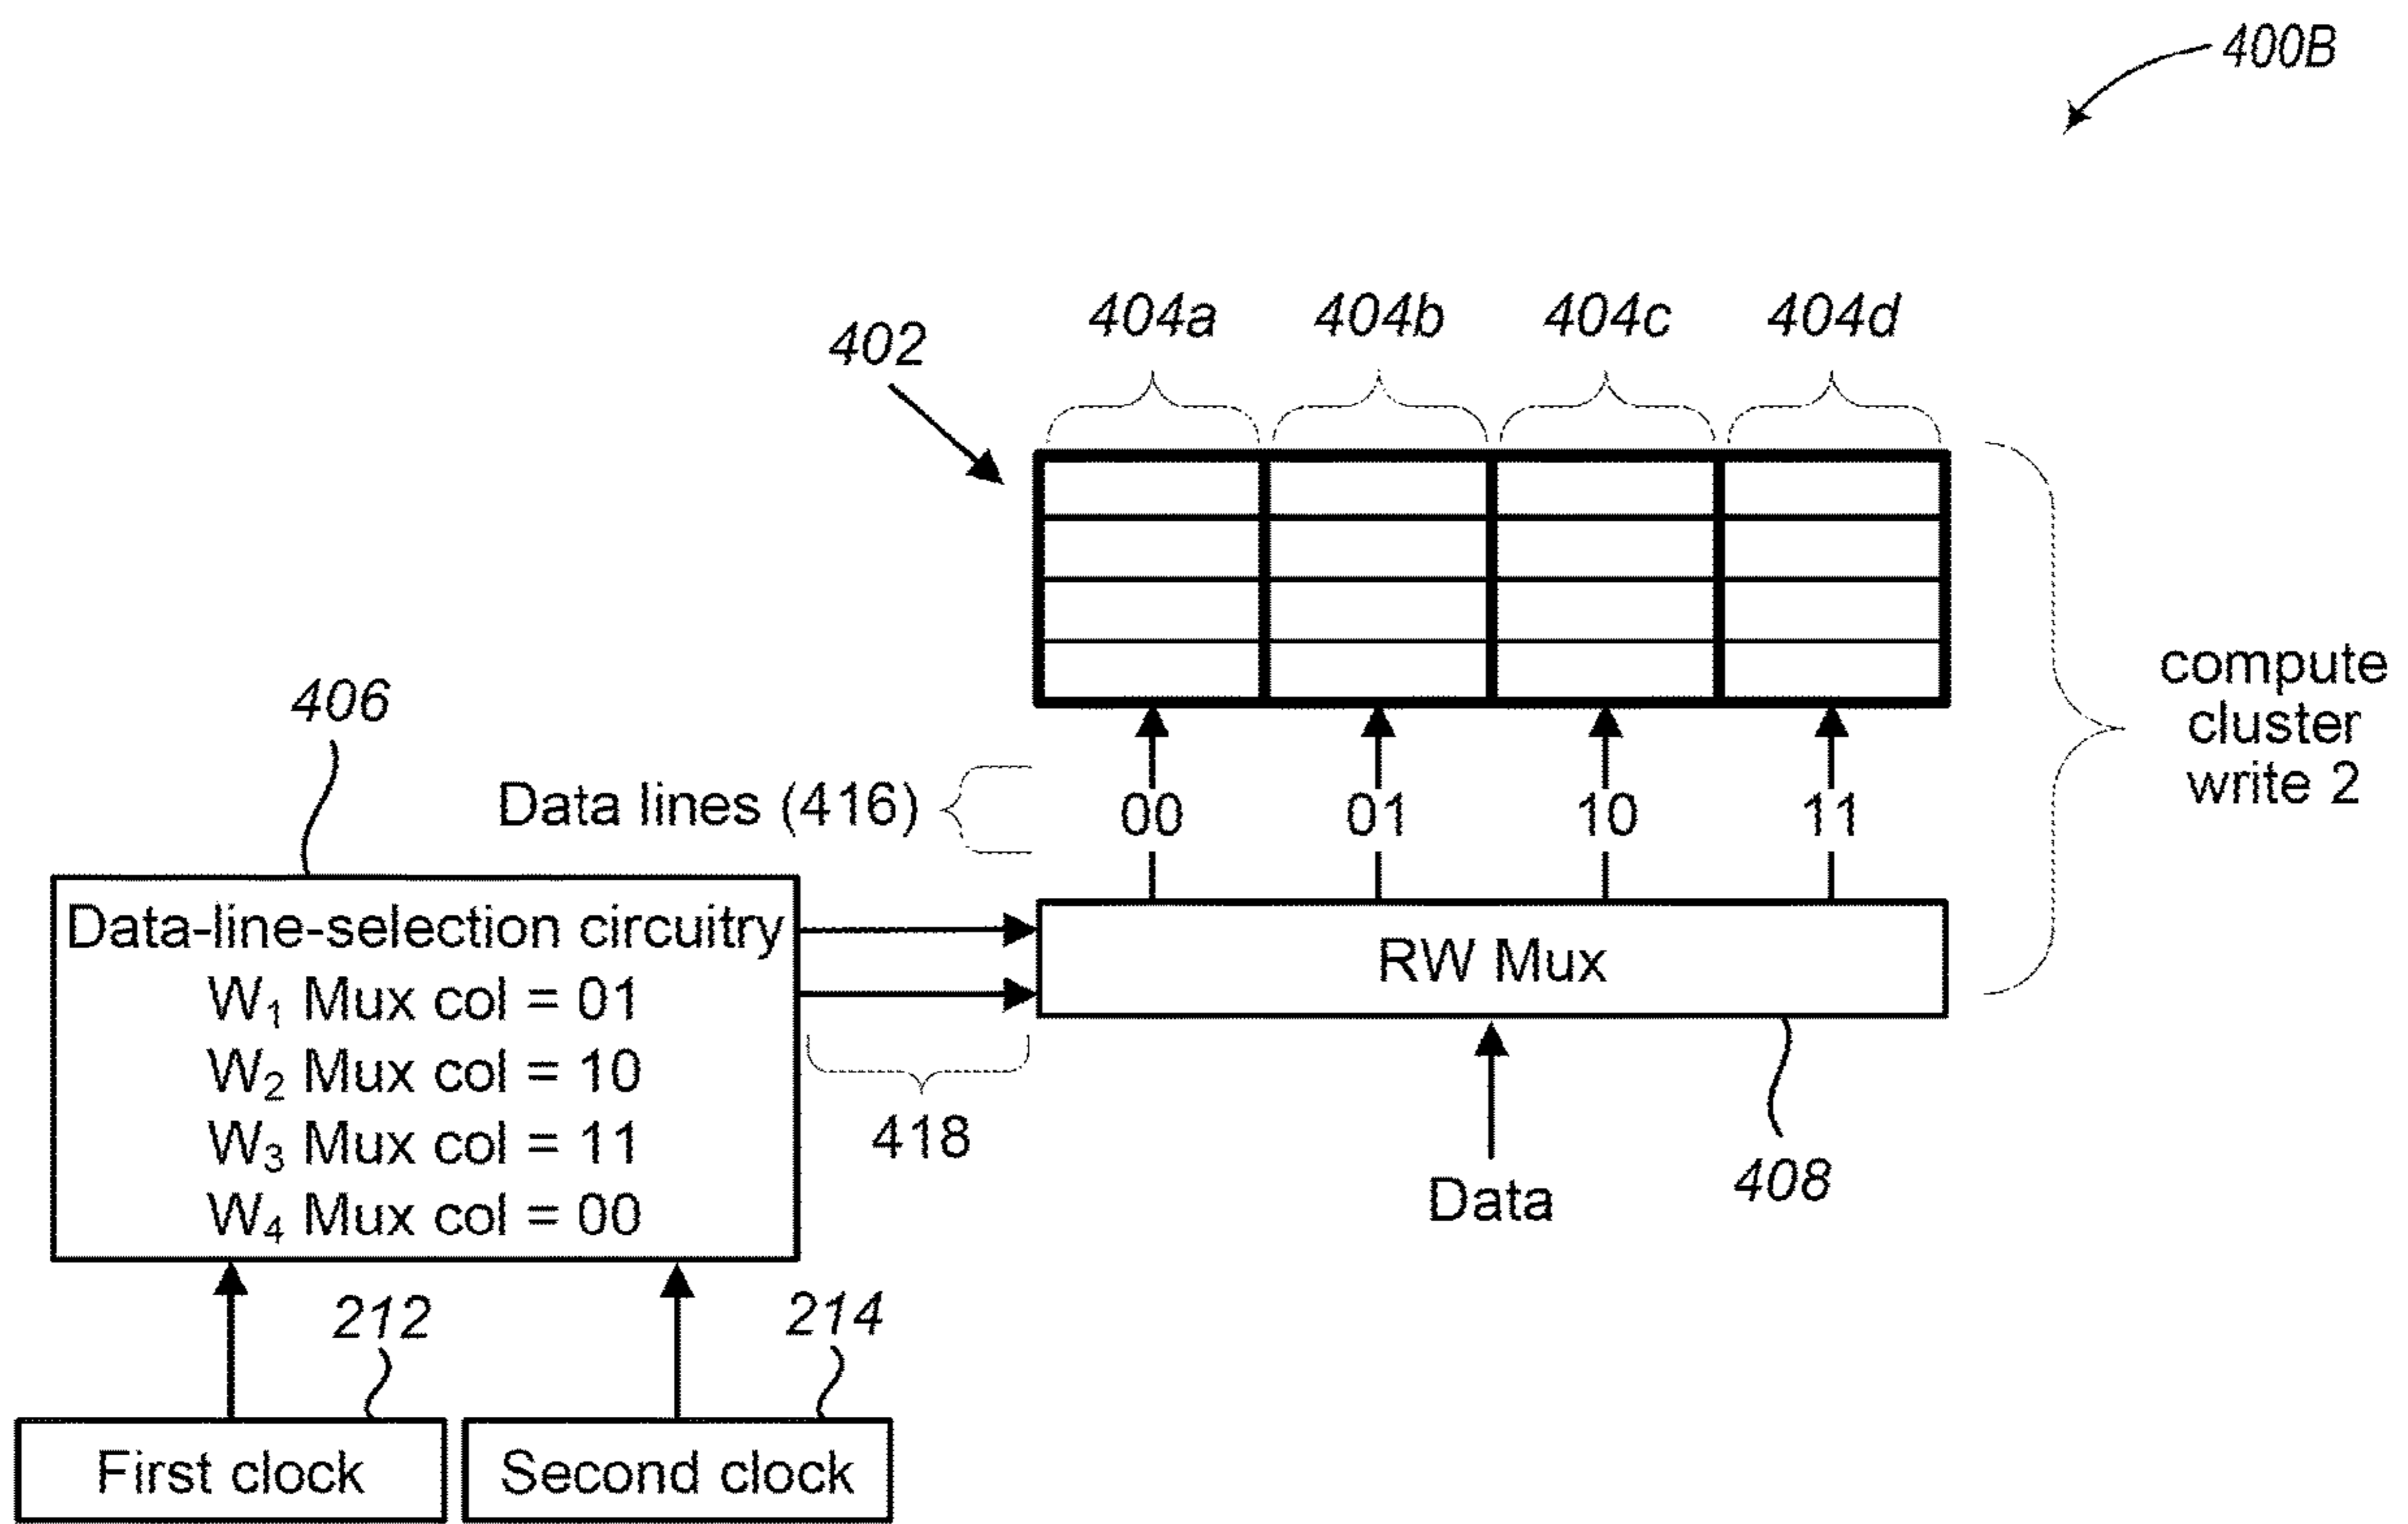 400B
404a 404b 404c 404d
402
compute
cluster
write 2
406
Data lines (416)
00 01 10 11
Data-line-selection circuitry
W₁ Mux col = 01
W₂ Mux col = 10
W₃ Mux col = 11
W₄ Mux col = 00
RW Mux
418
Data
408
212
214
First clock
Second clock